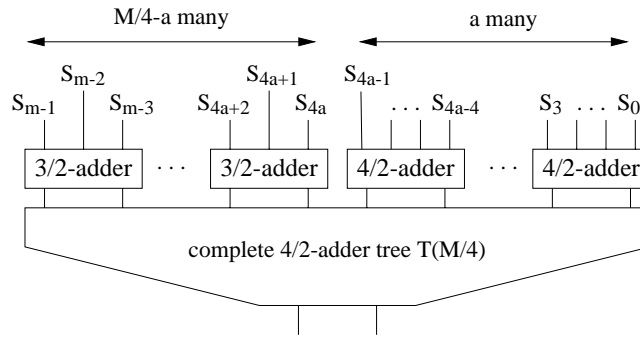 M/4-a many a many
S_{m-2} S_{4a+1} S_{4a-1}
S_{m-1} S_{m-3} S_{4a+2} S_{4a} . . . S_{4a-4} S_3 . . . S_0
3/2-adder . . . 3/2-adder 4/2-adder . . . 4/2-adder
complete 4/2-adder tree T(M/4)